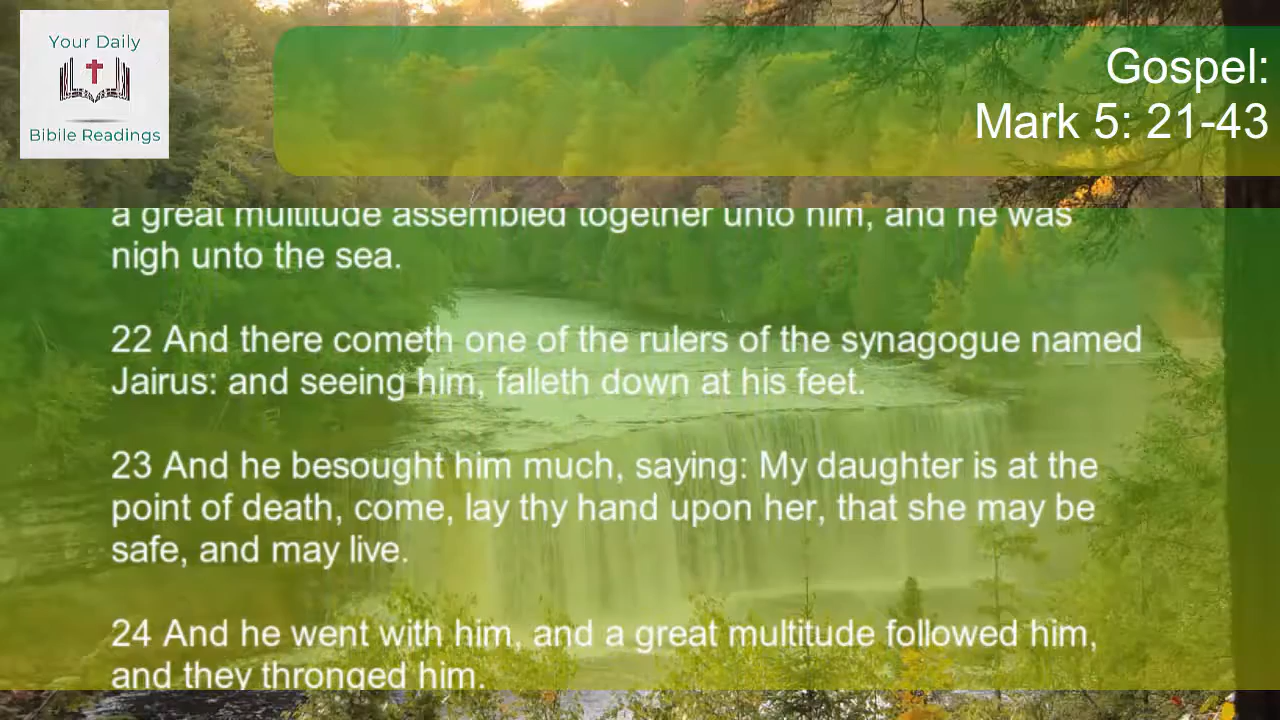 Your Daily
Bibile Readings
Gospel:
Mark 5: 21-43
a great multitude assembled together unto him, and he was
nigh unto the sea.
22 And there cometh one of the rulers of the synagogue named
Jairus: and seeing him, falleth down at his feet.
23 And he besought him much, saying: My daughter is at the
point of death, come, lay thy hand upon her, that she may be
safe, and may live.
24 And he went with him, and a great multitude followed him,
and they thronged him.